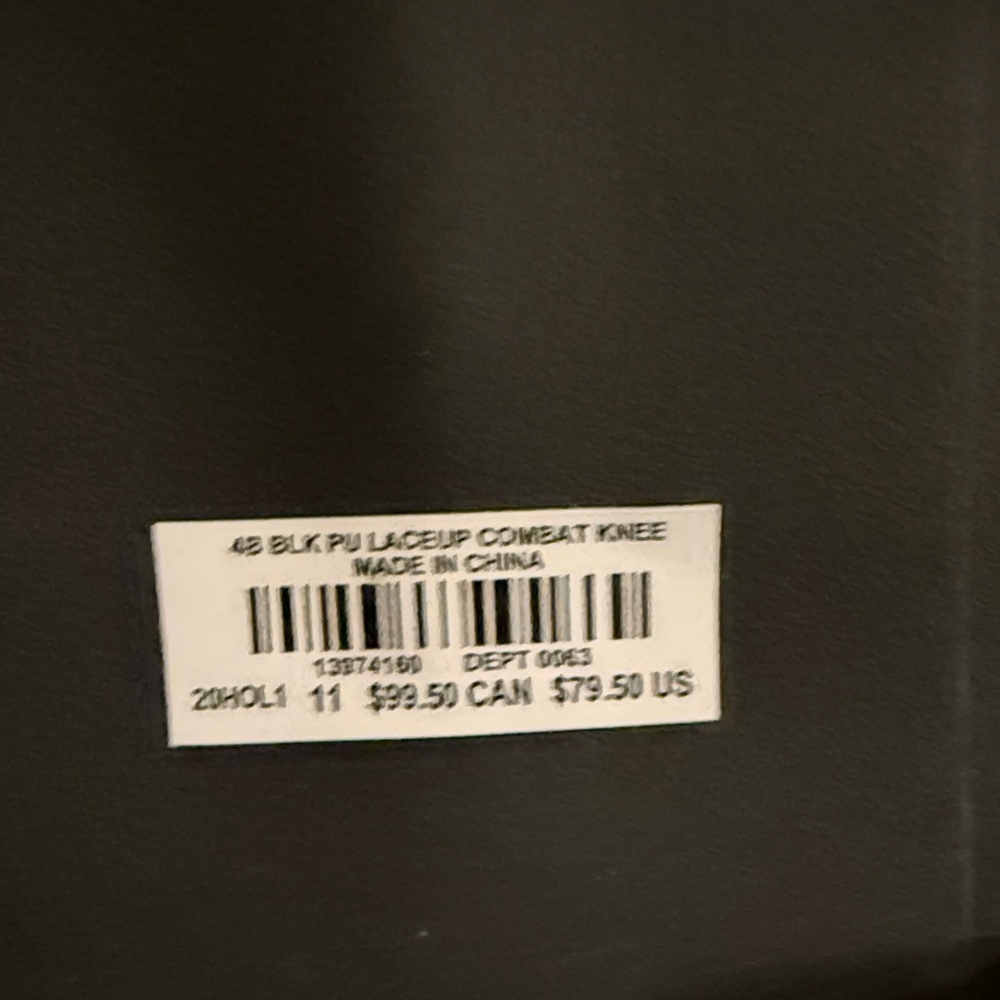 4B BLK PU LACEUP COMBAT KNEE
MADE IN CHINA
13974160 DEPT 0063
20HOL1 11 $99.50 CAN $79.50 US